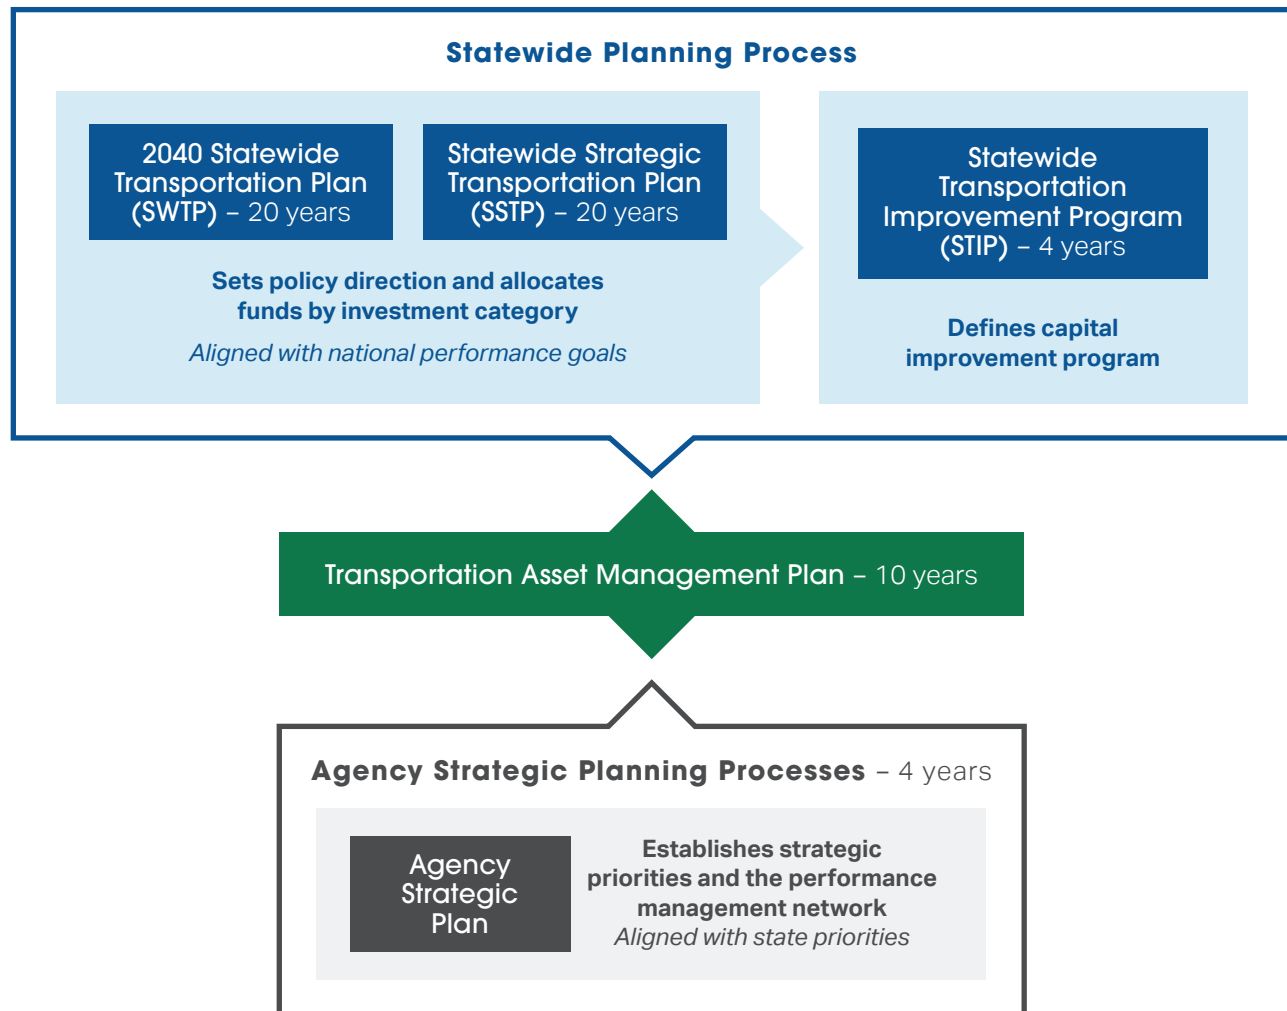 Statewide Planning Process
2040 Statewide
Transportation Plan
(SWTP) – 20 years
Statewide Strategic
Transportation Plan
(SSTP) – 20 years
Sets policy direction and allocates
funds by investment category
Aligned with national performance goals
Statewide
Transportation
Improvement Program
(STIP) – 4 years
Defines capital
improvement program
Transportation Asset Management Plan – 10 years
Agency Strategic Planning Processes – 4 years
Agency
Strategic
Plan
Establishes strategic
priorities and the performance
management network
Aligned with state priorities